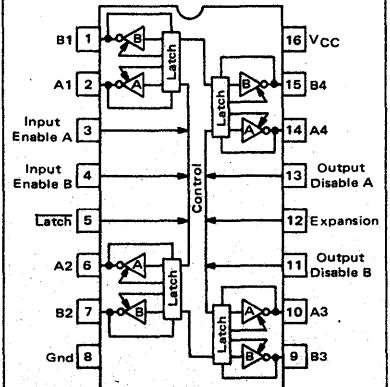 B1 1
A1 2
Input
Enable A 3
Input
Enable B 4
Latch 5
A2 6
B2 7
Gnd 8
B
A
Latch
A
B
Latch
Control
B
A
Latch
A
B
Latch
16 VCC
15 B4
14 A4
13 Output
Disable A
12 Expansion
11 Output
Disable B
10 A3
9 B3